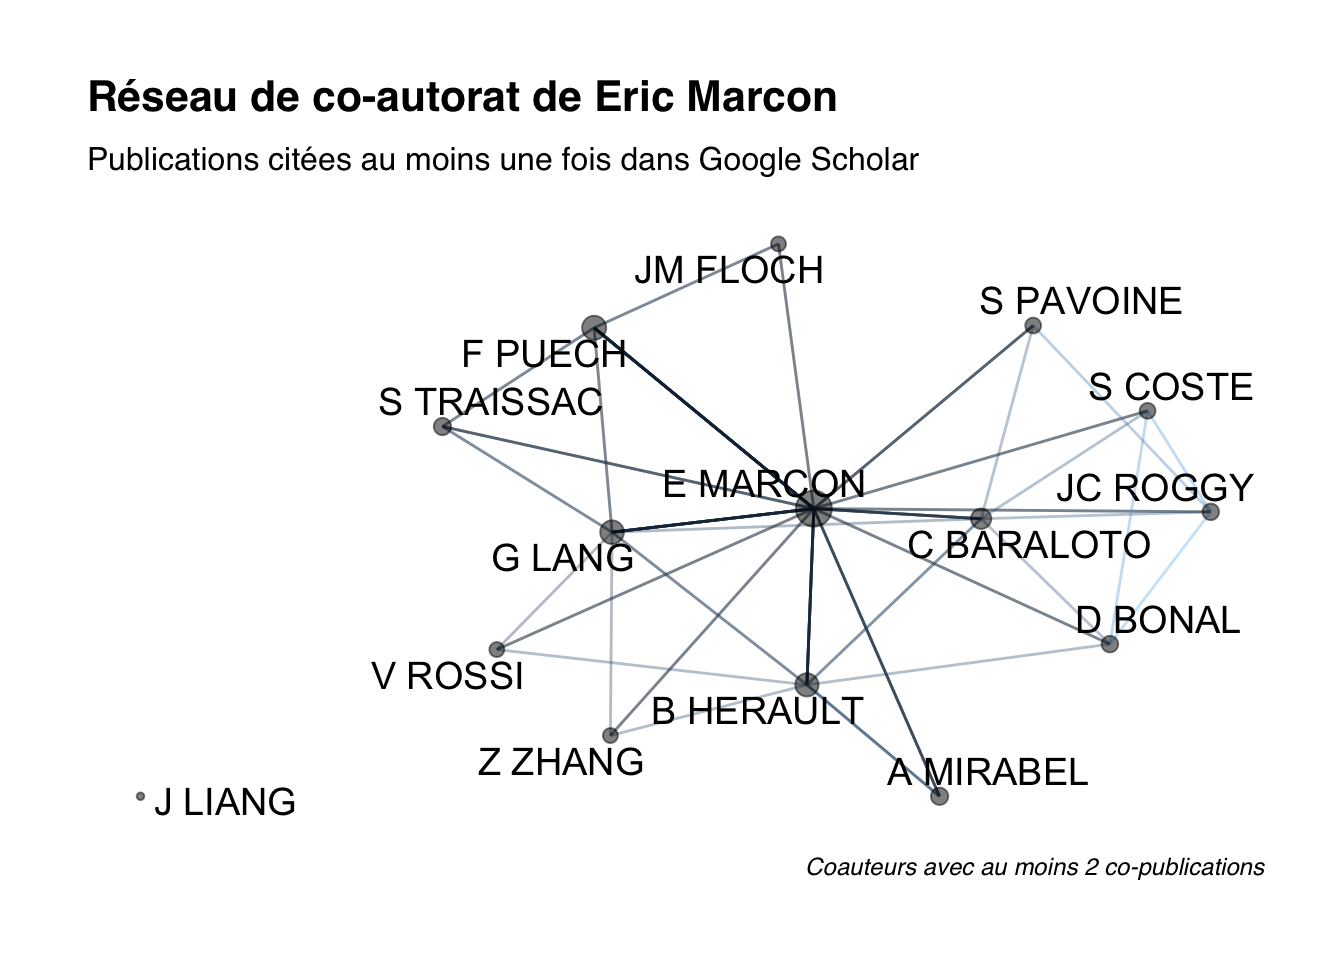 Réseau de co-autorat de Eric Marcon
Publications citées au moins une fois dans Google Scholar
JM FLOCH
S PAVOINE
F PUECH
S COSTE
S TRAISSAC
E MARCON
JC ROGGY
C BARALOTO
G LANG
D BONAL
V ROSSI
B HERAULT
Z ZHANG
A MIRABEL
J LIANG
Coauteurs avec au moins 2 co-publications